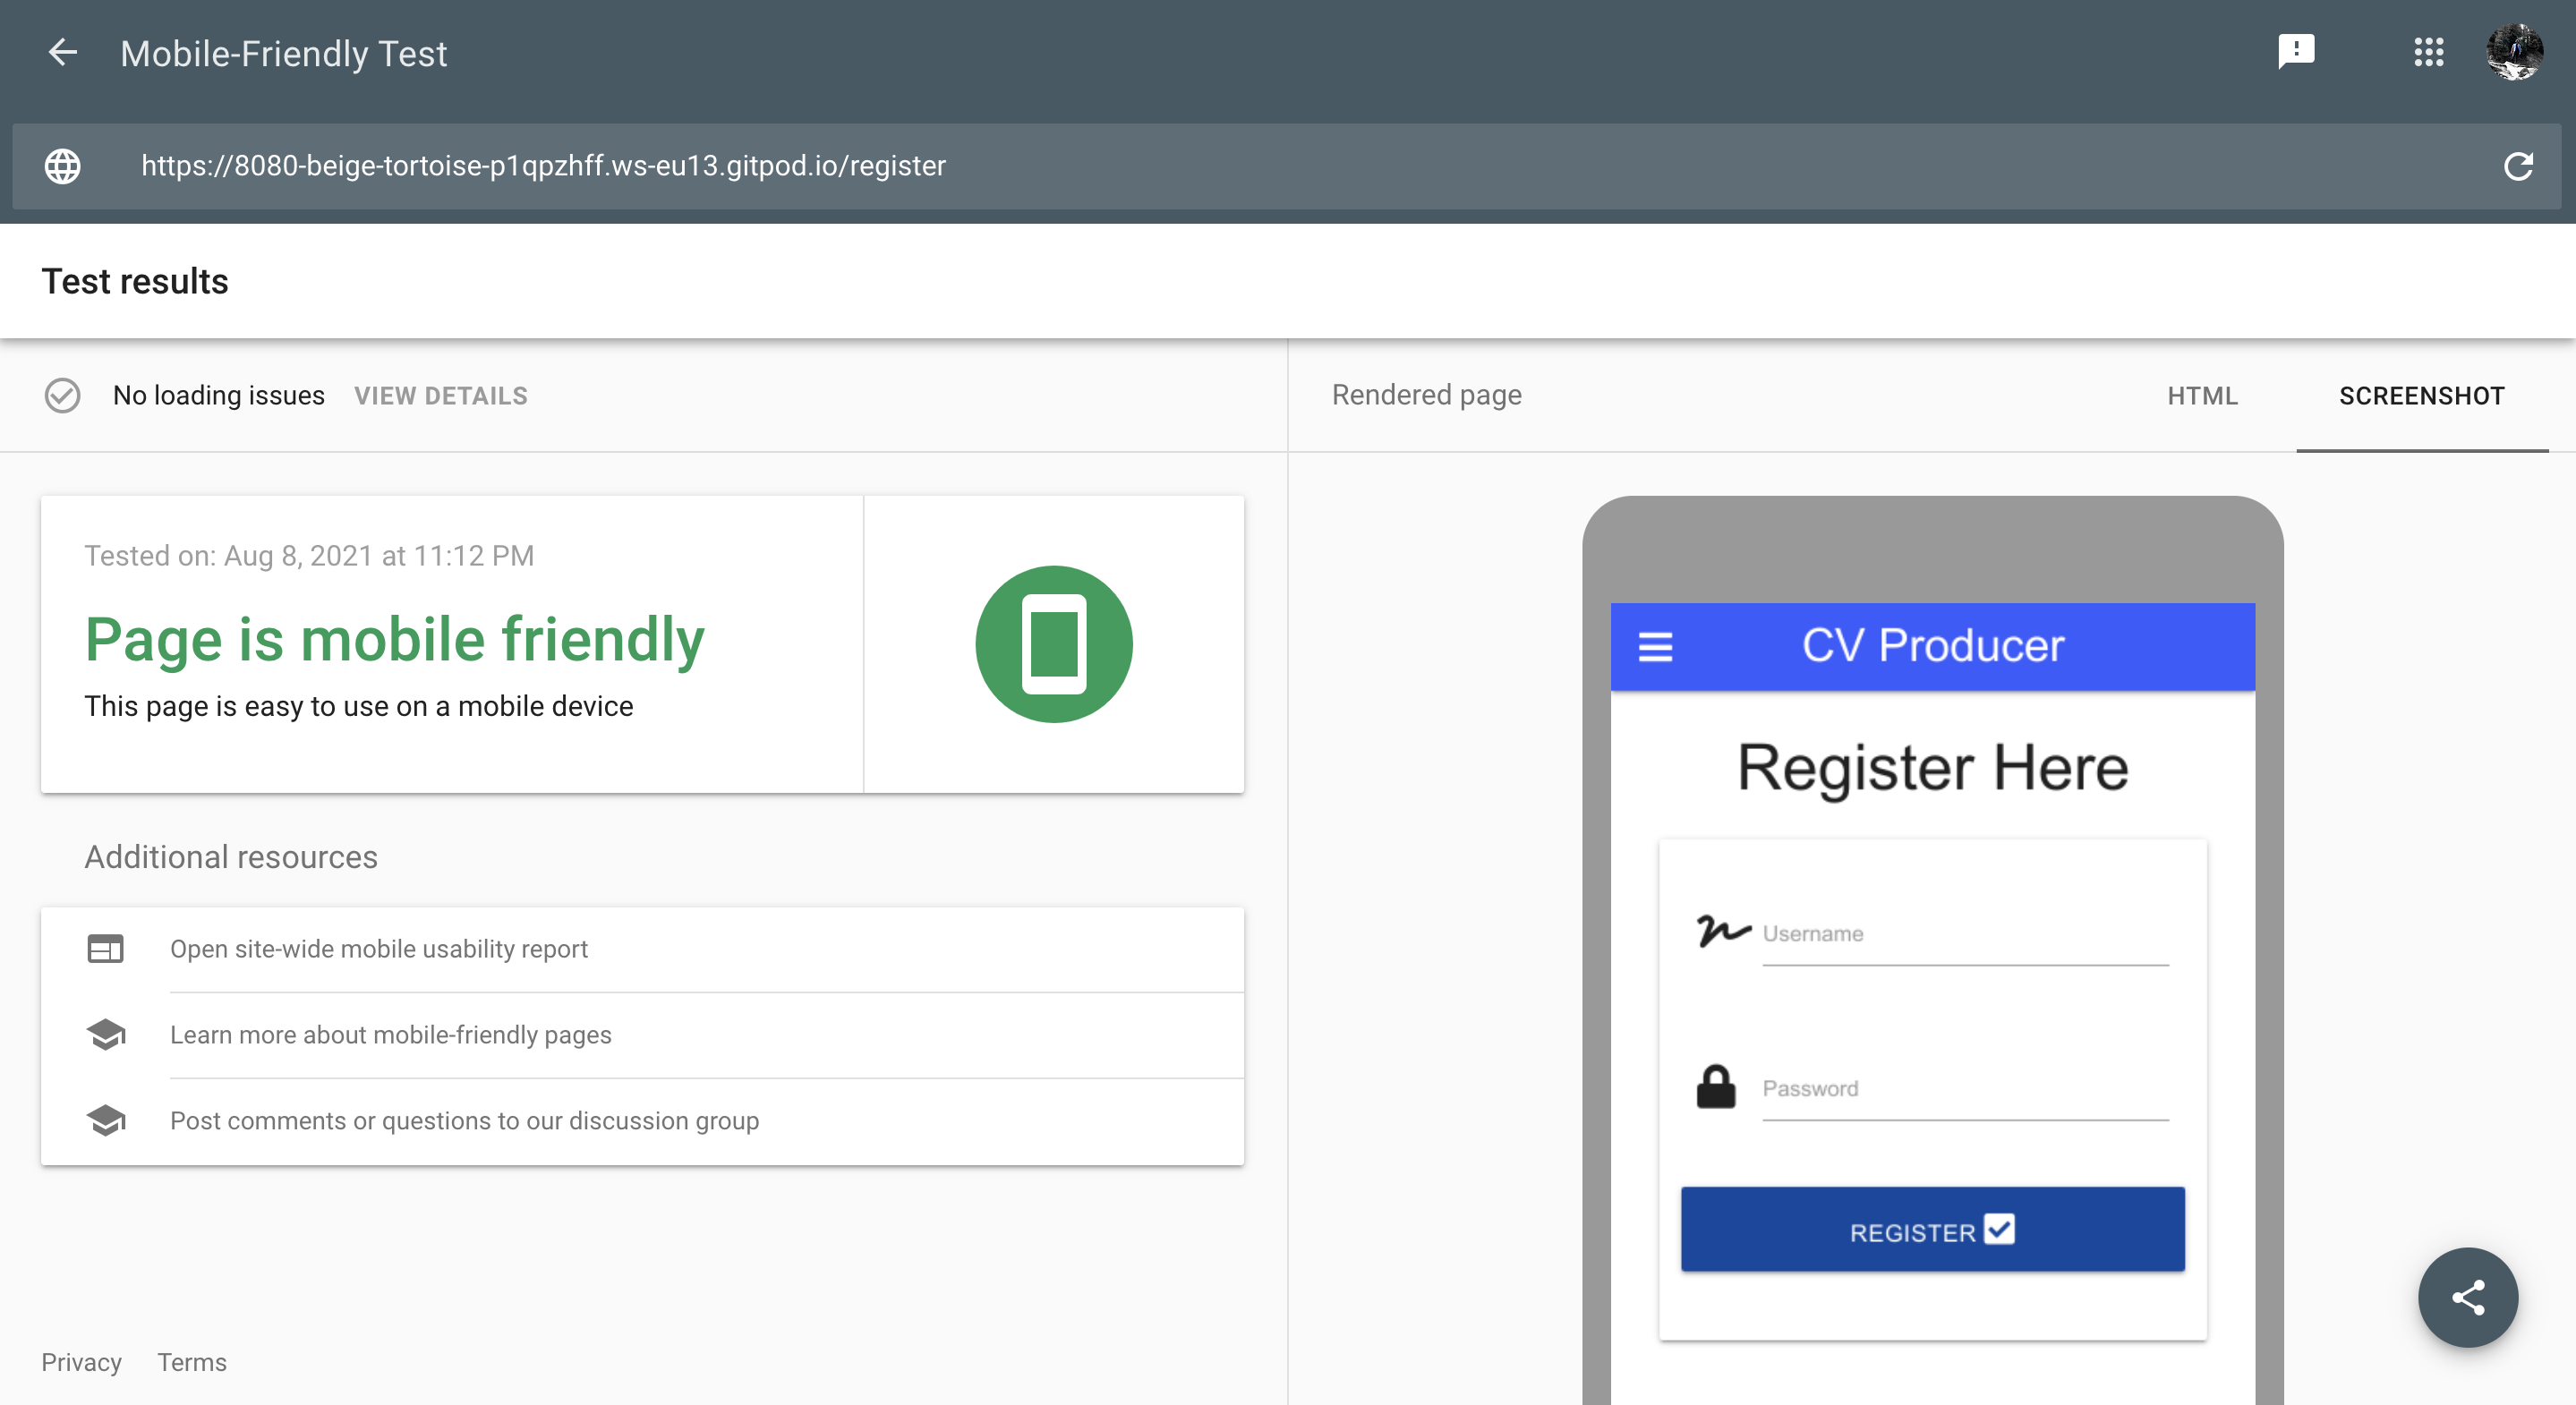 Mobile-Friendly Test
https://8080-beige-tortoise-p1qpzhff.ws-eu13.gitpod.io/register
Test results
No loading issues VIEW DETAILS
Tested on: Aug 8, 2021 at 11:12 PM
Page is mobile friendly
This page is easy to use on a mobile device
Additional resources
Open site-wide mobile usability report
Learn more about mobile-friendly pages
Post comments or questions to our discussion group
Privacy Terms
Rendered page HTML SCREENSHOT
CV Producer
Register Here
Username
Password
REGISTER